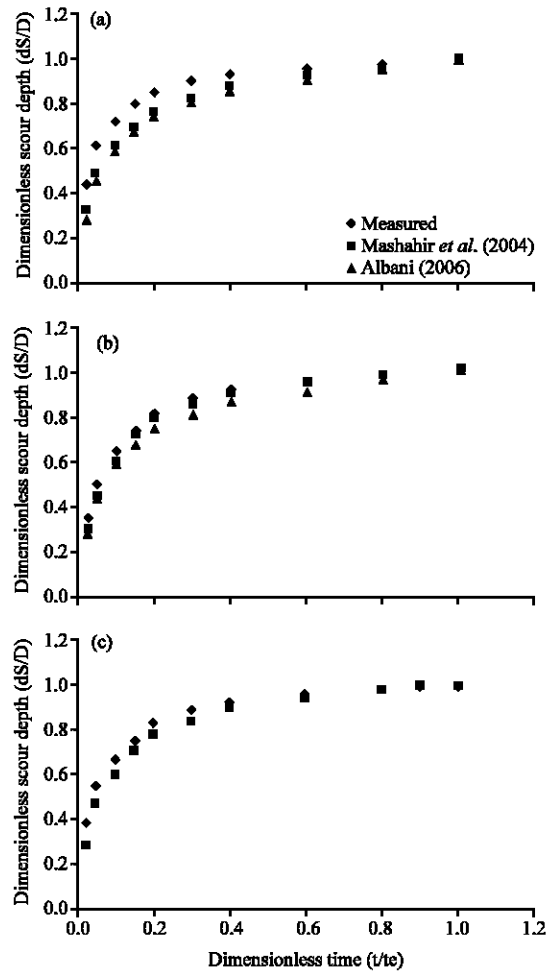 (a)
Dimensionless scour depth (dS/D)
1.2
1.0
0.8
0.6
0.4
0.2
0.0
Measured
Mashahir et al. (2004)
Albani (2006)
(b)
Dimensionless scour depth (dS/D)
1.2
1.0
0.8
0.6
0.4
0.2
0.0
(c)
Dimensionless scour depth (dS/D)
1.2
1.0
0.8
0.6
0.4
0.2
0.0
0.0 0.2 0.4 0.6 0.8 1.0 1.2
Dimensionless time (t/te)